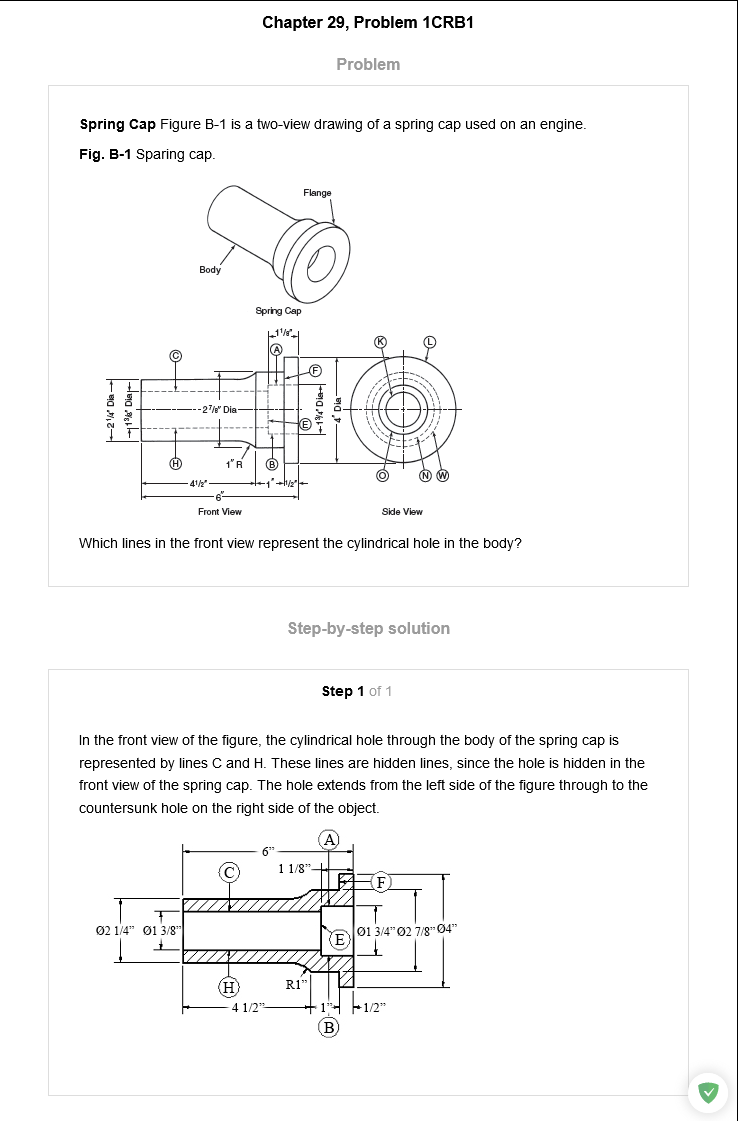 Chapter 29, Problem 1CRB1
Problem
Spring Cap Figure B-1 is a two-view drawing of a spring cap used on an engine.
Fig. B-1 Sparing cap.
Flange
Body
Spring Cap
1 1/8"
A
K
L
C
F
2 1/4" Dia
1 3/8" Dia
2 7/8" Dia
1 3/4" Dia
4" Dia
E
H
1" R
B
O
N
W
4 1/2"
1"
1/2"
6"
Front View
Side View
Which lines in the front view represent the cylindrical hole in the body?
Step-by-step solution
Step 1 of 1
In the front view of the figure, the cylindrical hole through the body of the spring cap is
represented by lines C and H. These lines are hidden lines, since the hole is hidden in the
front view of the spring cap. The hole extends from the left side of the figure through to the
countersunk hole on the right side of the object.
A
6"
1 1/8"
C
F
Ø2 1/4"
Ø1 3/8"
E
Ø1 3/4"
Ø2 7/8"
Ø4"
H
R1"
4 1/2"
1"
1/2"
B